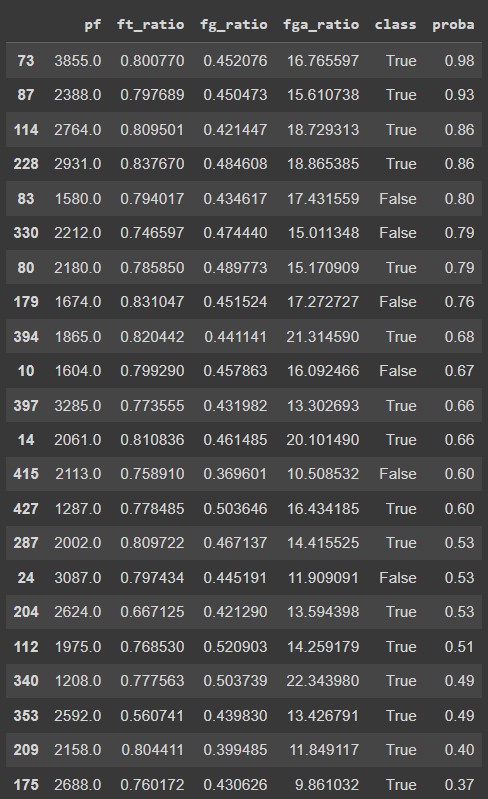 pf ft_ratio fg_ratio fga_ratio class proba
73 3855.0 0.800770 0.452076 16.765597 True 0.98
87 2388.0 0.797689 0.450473 15.610738 True 0.93
114 2764.0 0.809501 0.421447 18.729313 True 0.86
228 2931.0 0.837670 0.484608 18.865385 True 0.86
83 1580.0 0.794017 0.434617 17.431559 False 0.80
330 2212.0 0.746597 0.474440 15.011348 False 0.79
80 2180.0 0.785850 0.489773 15.170909 True 0.79
179 1674.0 0.831047 0.451524 17.272727 False 0.76
394 1865.0 0.820442 0.441141 21.314590 True 0.68
10 1604.0 0.799290 0.457863 16.092466 False 0.67
397 3285.0 0.773555 0.431982 13.302693 True 0.66
14 2061.0 0.810836 0.461485 20.101490 True 0.66
415 2113.0 0.758910 0.369601 10.508532 False 0.60
427 1287.0 0.778485 0.503646 16.434185 True 0.60
287 2002.0 0.809722 0.467137 14.415525 True 0.53
24 3087.0 0.797434 0.445191 11.909091 False 0.53
204 2624.0 0.667125 0.421290 13.594398 True 0.53
112 1975.0 0.768530 0.520903 14.259179 True 0.51
340 1208.0 0.777563 0.503739 22.343980 True 0.49
353 2592.0 0.560741 0.439830 13.426791 True 0.49
209 2158.0 0.804411 0.399485 11.849117 True 0.40
175 2688.0 0.760172 0.430626 9.861032 True 0.37